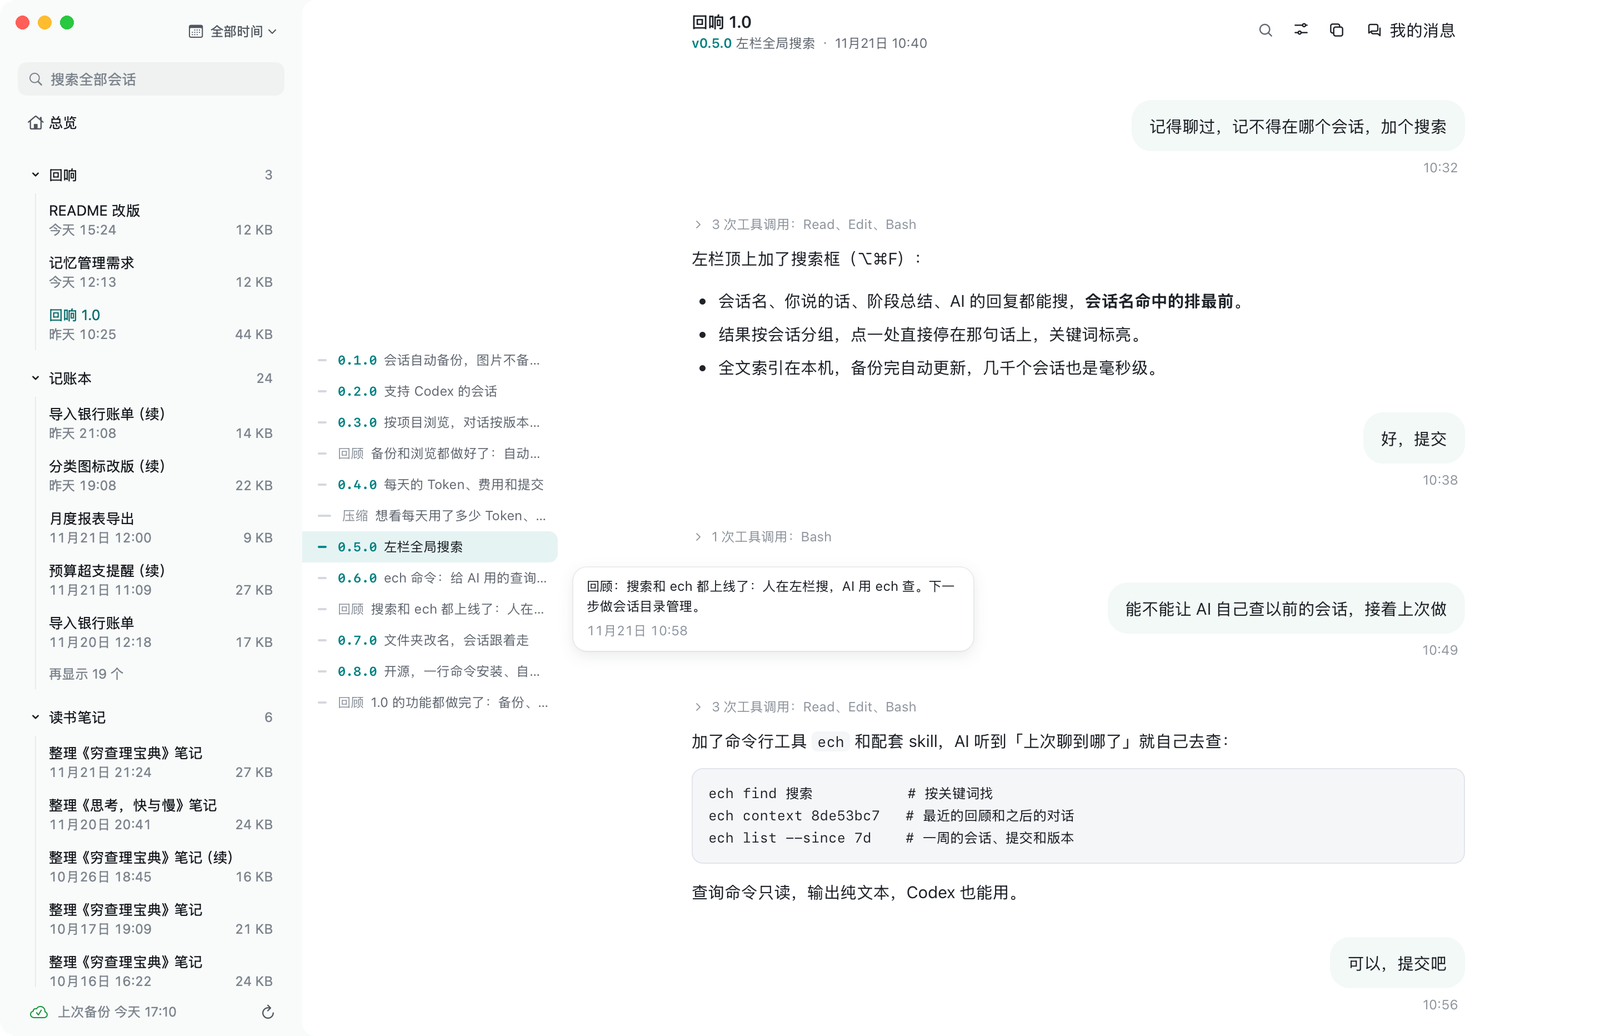 全部时间
搜索全部会话
总览
回响 3
README 改版
今天 15:24 12 KB
记忆管理需求
今天 12:13 12 KB
回响 1.0
昨天 10:25 44 KB
记账本 24
导入银行账单 (续)
昨天 21:08 14 KB
分类图标改版 (续)
昨天 19:08 22 KB
月度报表导出
11月21日 12:00 9 KB
预算超支提醒 (续)
11月21日 11:09 27 KB
导入银行账单
11月20日 12:18 17 KB
再显示 19 个
读书笔记 6
整理《穷查理宝典》笔记
11月21日 21:24 27 KB
整理《思考，快与慢》笔记
11月20日 20:41 24 KB
整理《穷查理宝典》笔记 (续)
10月26日 18:45 16 KB
整理《穷查理宝典》笔记
10月17日 19:09 21 KB
整理《穷查理宝典》笔记
10月16日 16:22 24 KB
上次备份 今天 17:10
0.1.0 会话自动备份，图片不备...
0.2.0 支持 Codex 的会话
0.3.0 按项目浏览，对话按版本...
回顾 备份和浏览都做好了：自动...
0.4.0 每天的 Token、费用和提交
压缩 想看每天用了多少 Token、...
0.5.0 左栏全局搜索
0.6.0 ech 命令：给 AI 用的查询...
回顾 搜索和 ech 都上线了：人在...
0.7.0 文件夹改名，会话跟着走
0.8.0 开源，一行命令安装、自...
回顾 1.0 的功能都做完了：备份、...
回响 1.0
v0.5.0 左栏全局搜索 · 11月21日 10:40
我的消息
记得聊过，记不得在哪个会话，加个搜索
10:32
3 次工具调用：Read、Edit、Bash
左栏顶上加了搜索框（⌥⌘F）：
• 会话名、你说的话、阶段总结、AI 的回复都能搜，会话名命中的排最前。
• 结果按会话分组，点一处直接停在那句话上，关键词标亮。
• 全文索引在本机，备份完自动更新，几千个会话也是毫秒级。
好，提交
10:38
1 次工具调用：Bash
回顾：搜索和 ech 都上线了：人在左栏搜，AI 用 ech 查。下一
步做会话目录管理。
11月21日 10:58
能不能让 AI 自己查以前的会话，接着上次做
10:49
3 次工具调用：Read、Edit、Bash
加了命令行工具 ech 和配套 skill，AI 听到「上次聊到哪了」就自己去查：
ech find 搜索 # 按关键词找
ech context 8de53bc7 # 最近的回顾和之后的对话
ech list --since 7d # 一周的会话、提交和版本
查询命令只读，输出纯文本，Codex 也能用。
可以，提交吧
10:56